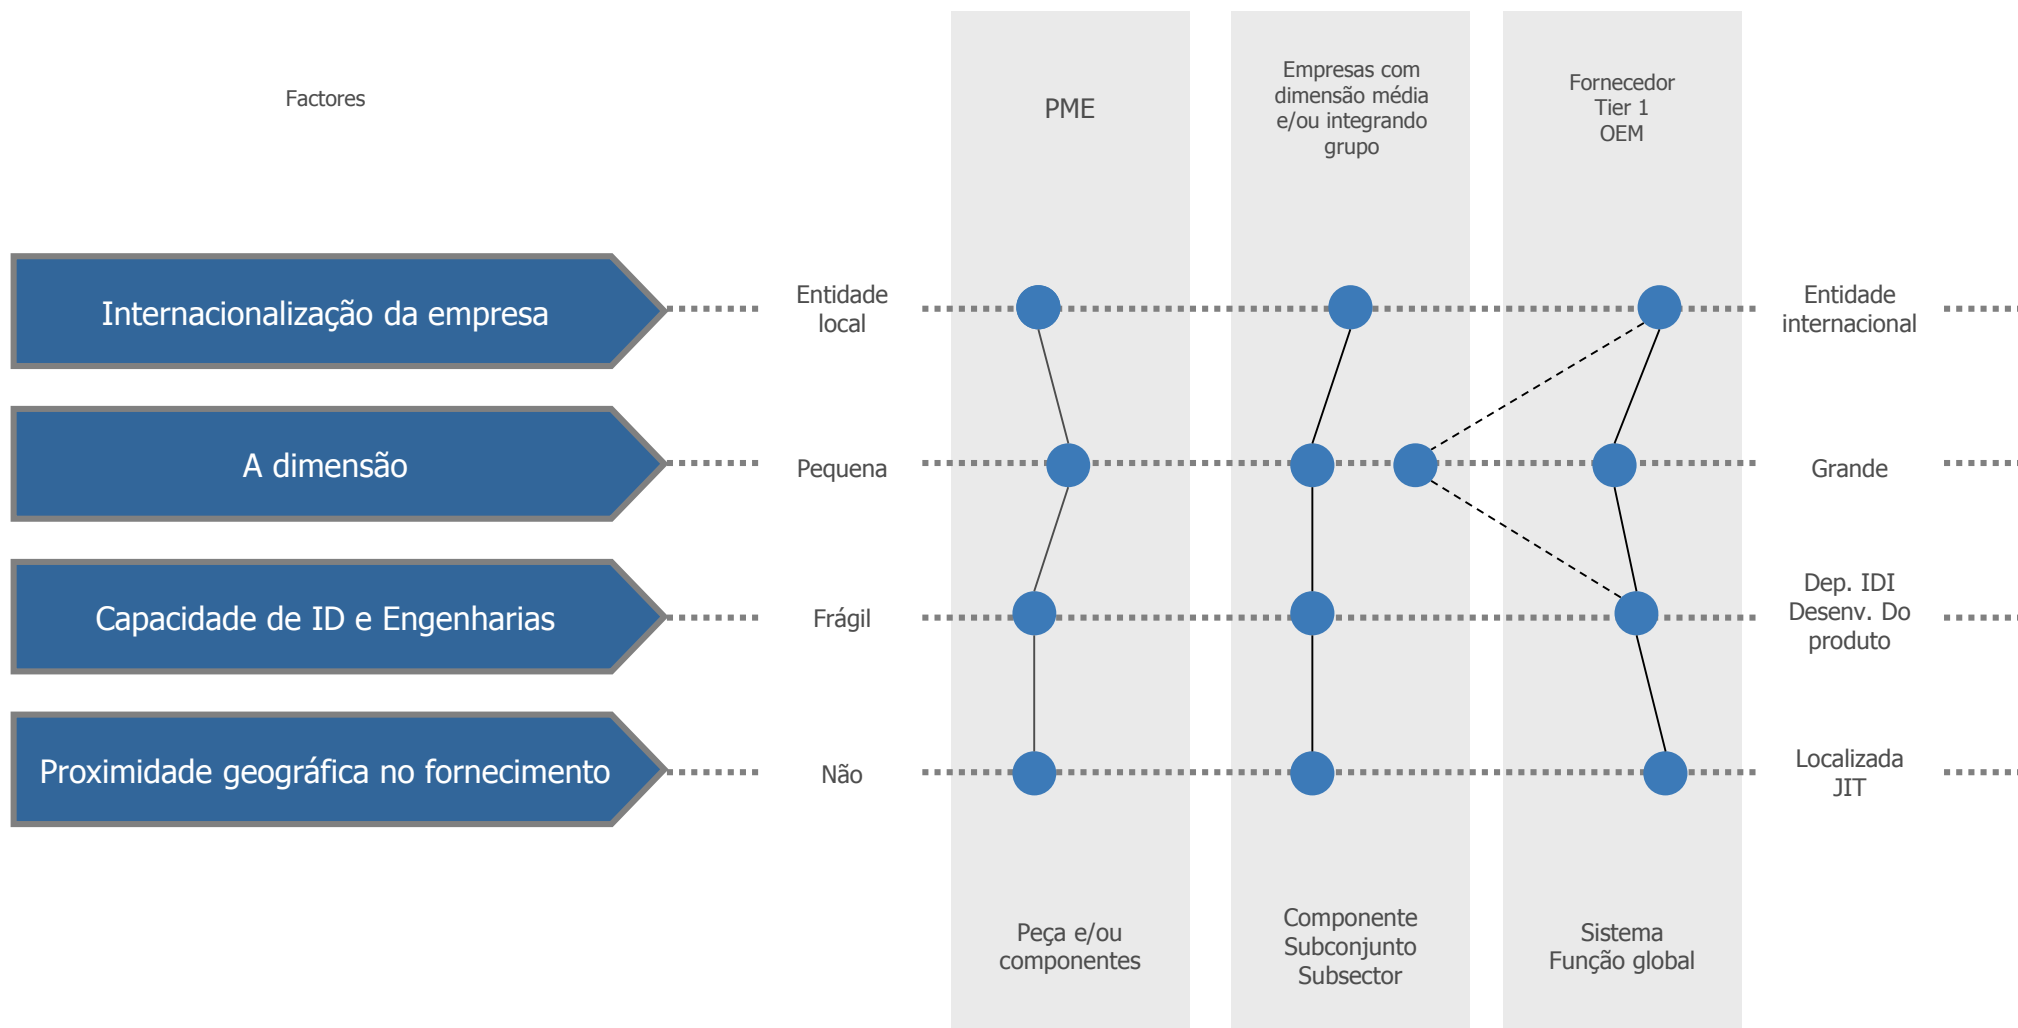 Factores
PME
Empresas com
dimensão média
e/ou integrando
grupo
Fornecedor
Tier 1
OEM
Internacionalização da empresa
Entidade
local
Entidade
internacional
A dimensão
Pequena
Grande
Capacidade de ID e Engenharias
Frágil
Dep. IDI
Desenv. Do
produto
Proximidade geográfica no fornecimento
Não
Localizada
JIT
Peça e/ou
componentes
Componente
Subconjunto
Subsector
Sistema
Função global